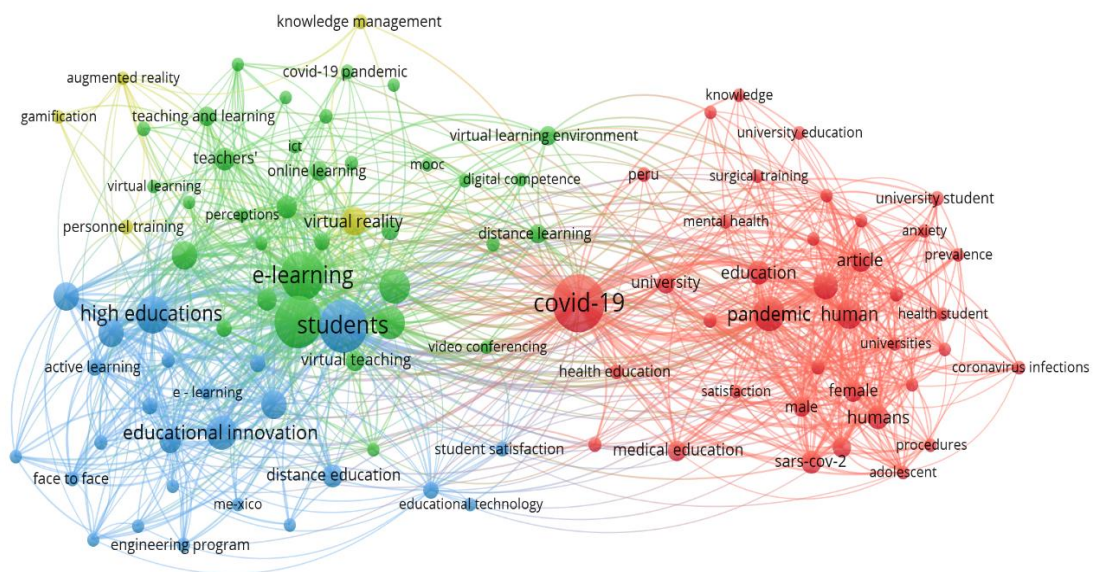 knowledge management
covid-19 pandemic
augmented reality
knowledge
gamification
teaching and learning
virtual learning environment
university education
ict
teachers'
online learning
mooc
peru
surgical training
digital competence
virtual learning
university student
perceptions
virtual reality
mental health
personnel training
distance learning
anxiety
prevalence
article
e-learning
university
education
covid-19
high educations
students
pandemic
human
health student
video conferencing
universities
virtual teaching
active learning
health education
coronavirus infections
e - learning
satisfaction
female
male
humans
educational innovation
student satisfaction
medical education
procedures
sars-cov-2
adolescent
face to face
distance education
me-xico
educational technology
engineering program